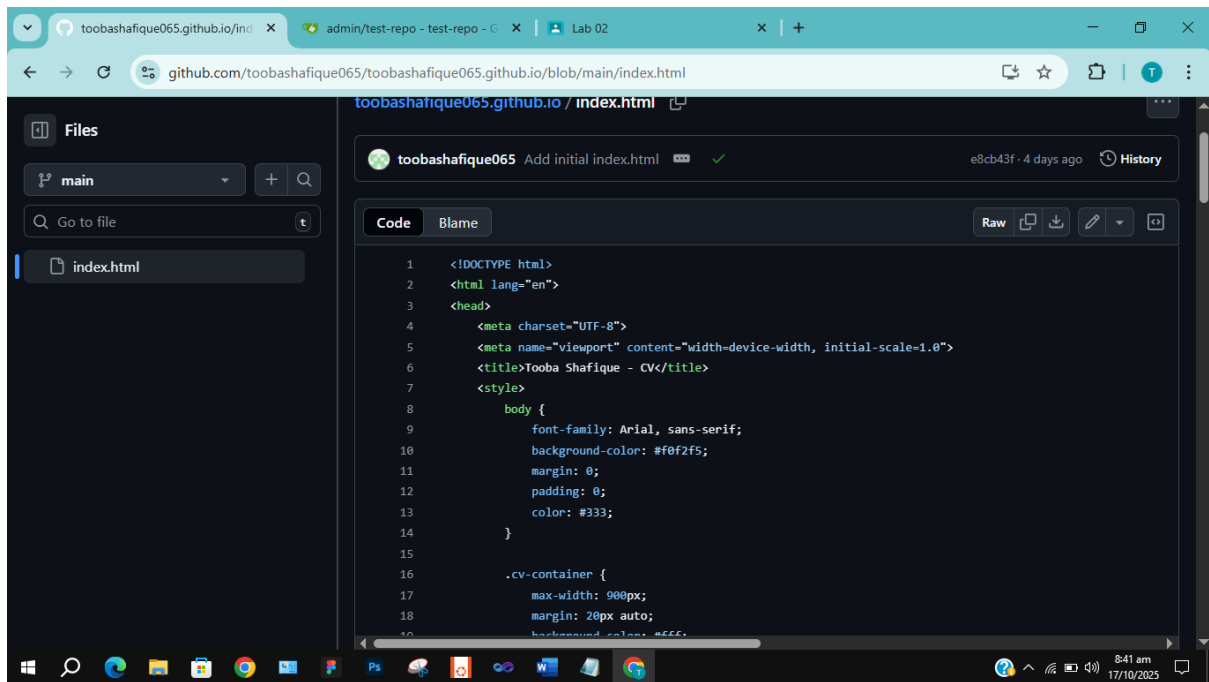 toobashafique065.github.io/ind
admin/test-repo - test-repo - G
Lab 02
github.com/toobashafique065/toobashafique065.github.io/blob/main/index.html
T
Files
main
Go to file
t
index.html
toobashafique065.github.io / index.html
toobashafique065 Add initial index.html
e8cb43f · 4 days ago
History
Code Blame
Raw
1 <!DOCTYPE html>
2 <html lang="en">
3 <head>
4 <meta charset="UTF-8">
5 <meta name="viewport" content="width=device-width, initial-scale=1.0">
6 <title>Tooba Shafique - CV</title>
7 <style>
8 body {
9 font-family: Arial, sans-serif;
10 background-color: #f0f2f5;
11 margin: 0;
12 padding: 0;
13 color: #333;
14 }
15
16 .cv-container {
17 max-width: 900px;
18 margin: 20px auto;
19 background-color: #fff;
Ps
8:41 am
17/10/2025